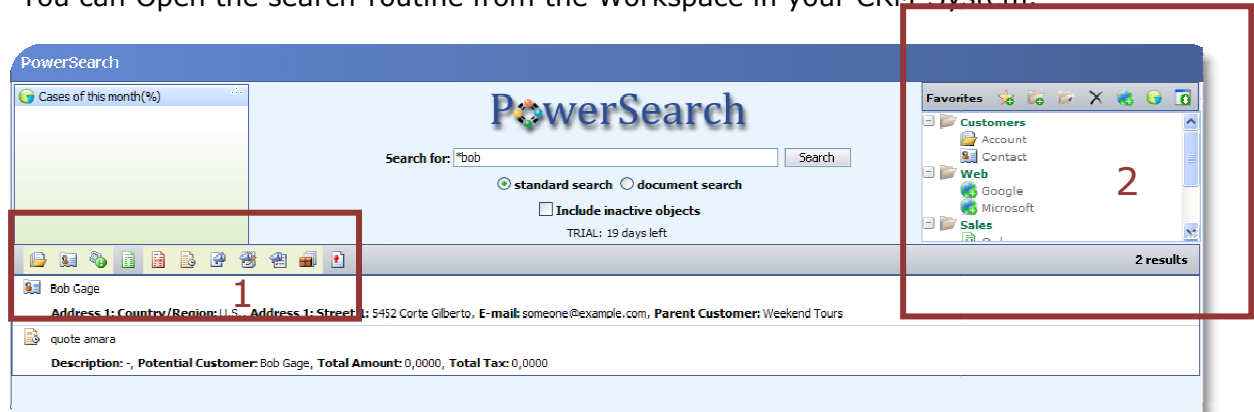 You can Open the search routine from the Workspace in your CRM System.
PowerSearch
Cases of this month(%)
PowerSearch
Search for: *bob Search
standard search document search
Include inactive objects
TRIAL: 19 days left
Favorites
Customers
Account
Contact
Web
Google
Microsoft
Sales
2
1
2 results
Bob Gage
Address 1: Country/Region: U.S., Address 1: Street 1: 5452 Corte Gilberto, E-mail: someone@example.com, Parent Customer: Weekend Tours
quote amara
Description: -, Potential Customer: Bob Gage, Total Amount: 0,0000, Total Tax: 0,0000